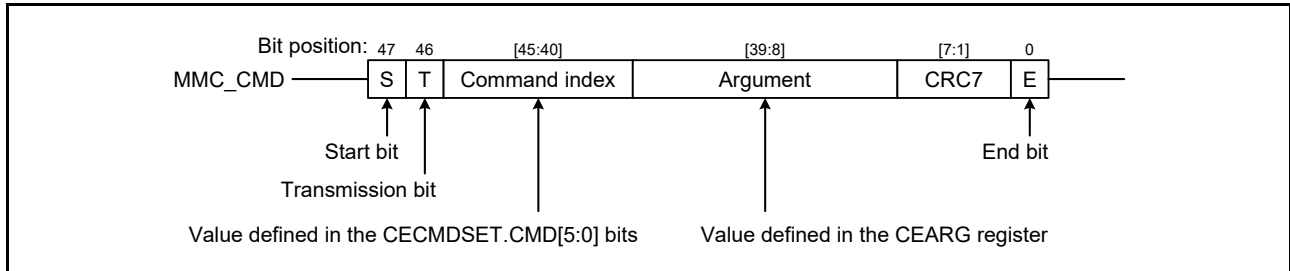 Bit position: 47 46 [45:40] [39:8] [7:1] 0
MMC_CMD S T Command index Argument CRC7 E
Start bit End bit
Transmission bit
Value defined in the CECMDSET.CMD[5:0] bits Value defined in the CEARG register